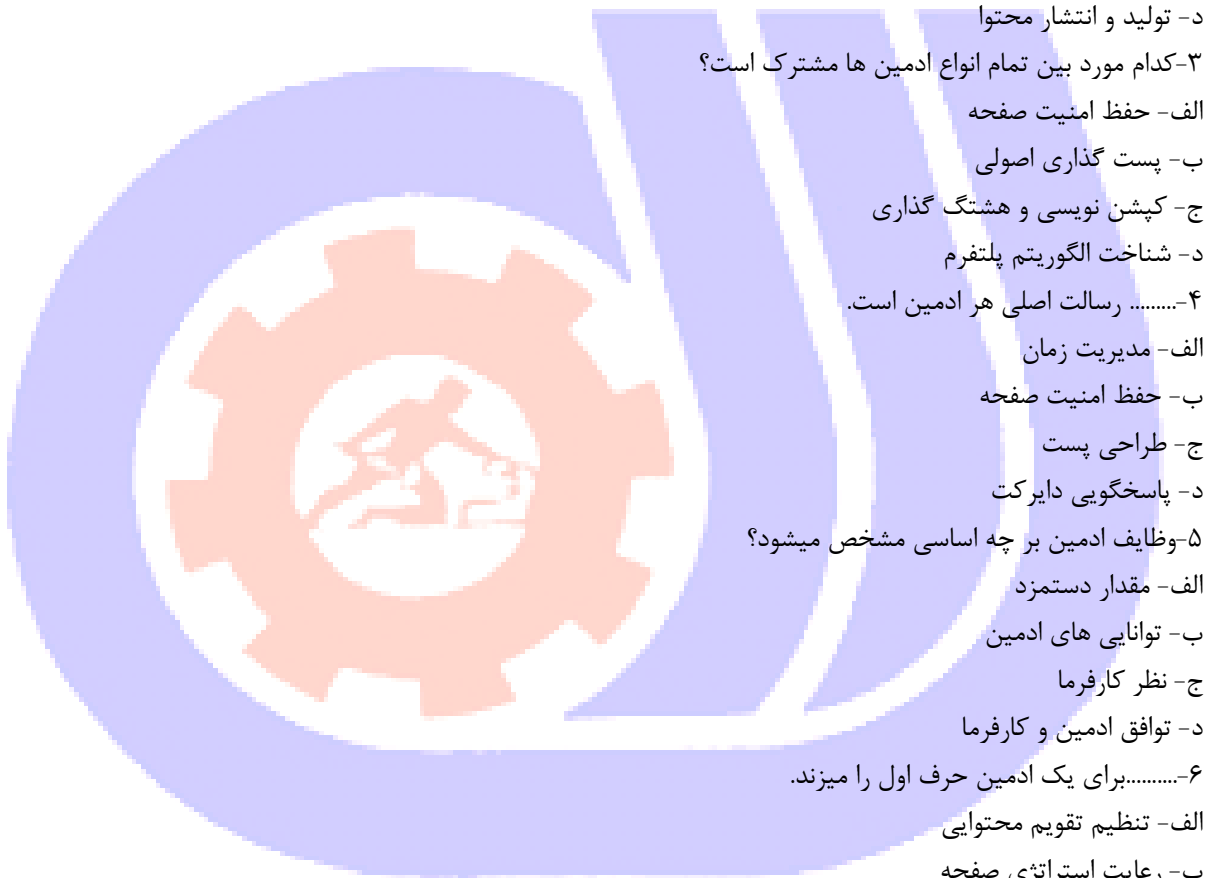 د- تولید و انتشار محتوا
۳-کدام مورد بین تمام انواع ادمین ها مشترک است؟
الف- حفظ امنیت صفحه
ب- پست گذاری اصولی
ج- کپشن نویسی و هشتگ گذاری
د- شناخت الگوریتم پلتفرم
۴-......... رسالت اصلی هر ادمین است.
الف- مدیریت زمان
ب- حفظ امنیت صفحه
ج- طراحی پست
د- پاسخگویی دایرکت
۵-وظایف ادمین بر چه اساسی مشخص میشود؟
الف- مقدار دستمزد
ب- توانایی های ادمین
ج- نظر کارفرما
د- توافق ادمین و کارفرما
۶-..........برای یک ادمین حرف اول را میزند.
الف- تنظیم تقویم محتوایی
ب- رعایت استراتژی صفحه